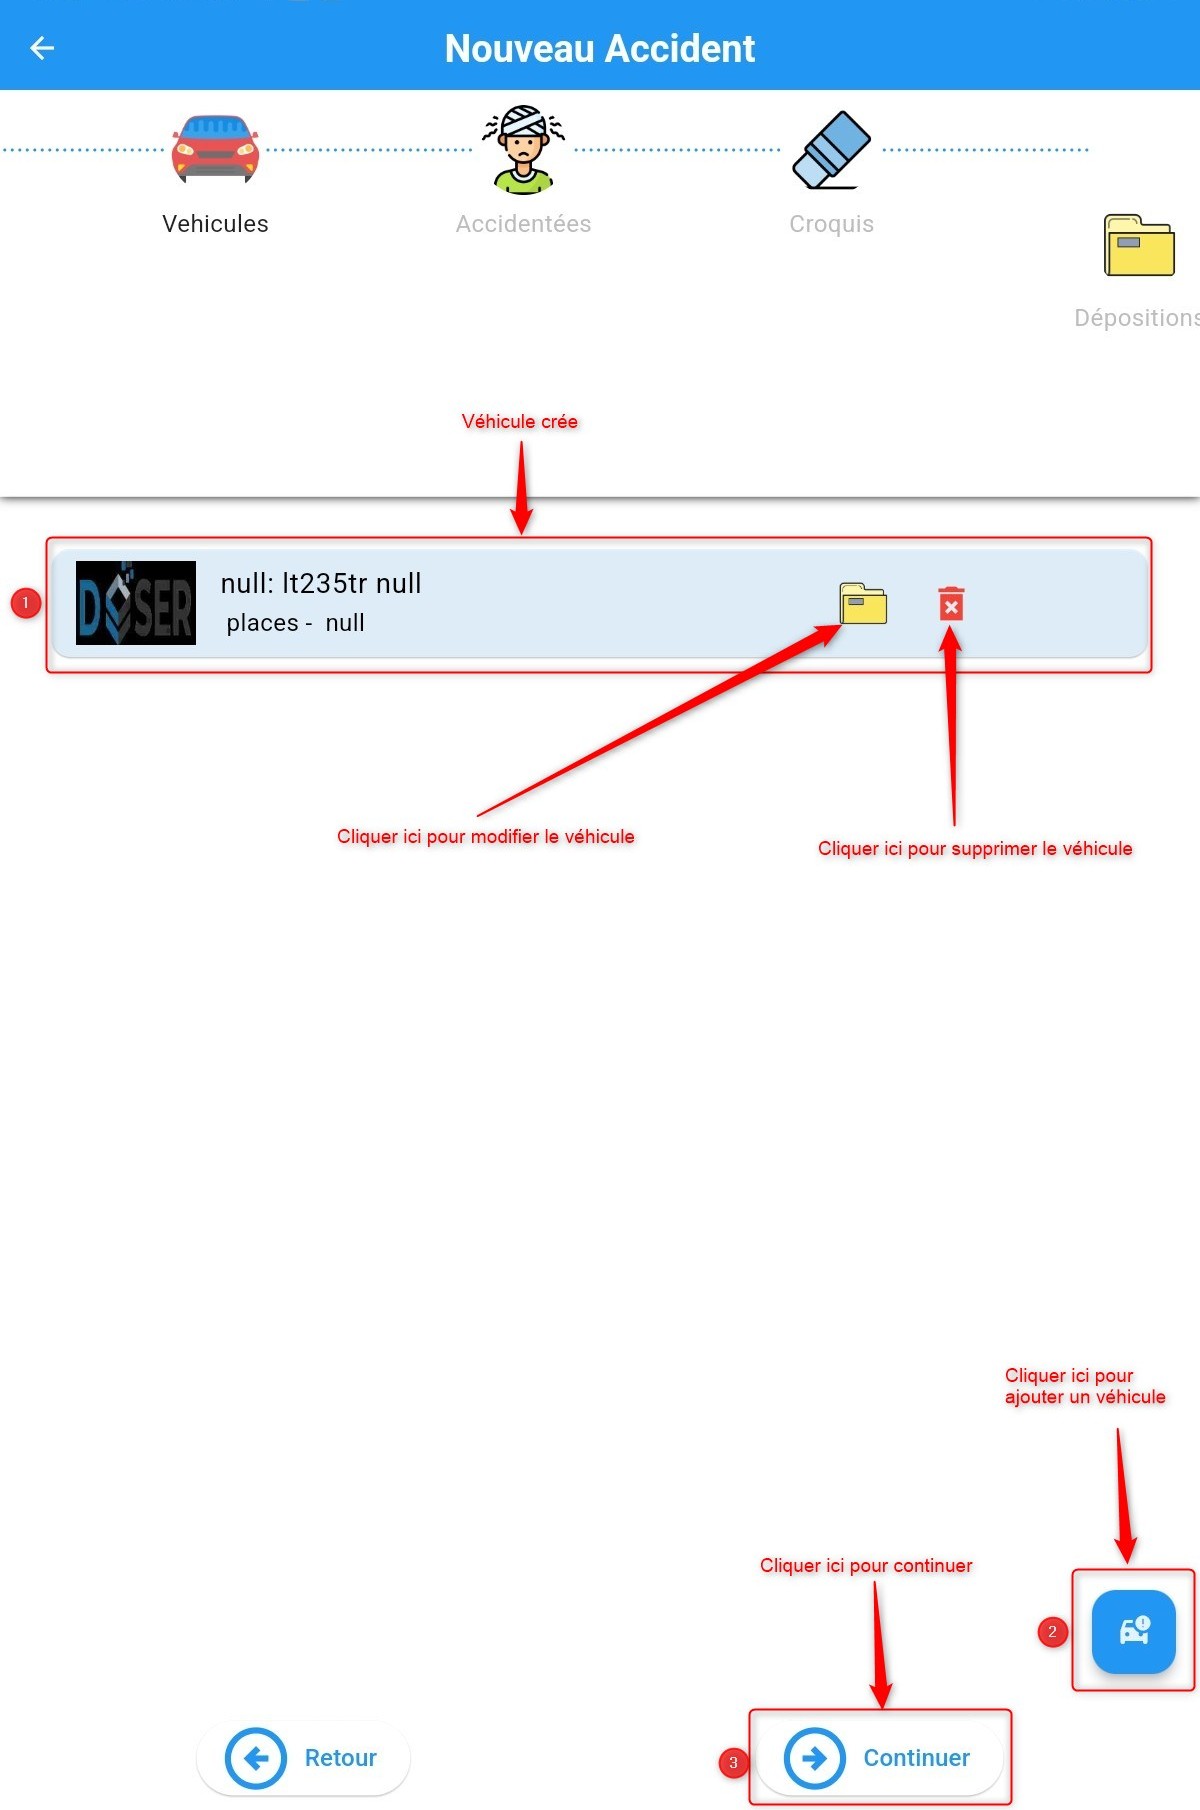 Nouveau Accident
Vehicules
Accidentées
Croquis
Dépositions
Véhicule crée
1
DISER
null: lt235tr null
places - null
Cliquer ici pour modifier le véhicule
Cliquer ici pour supprimer le véhicule
Cliquer ici pour
ajouter un véhicule
Cliquer ici pour continuer
2
Retour
3
Continuer